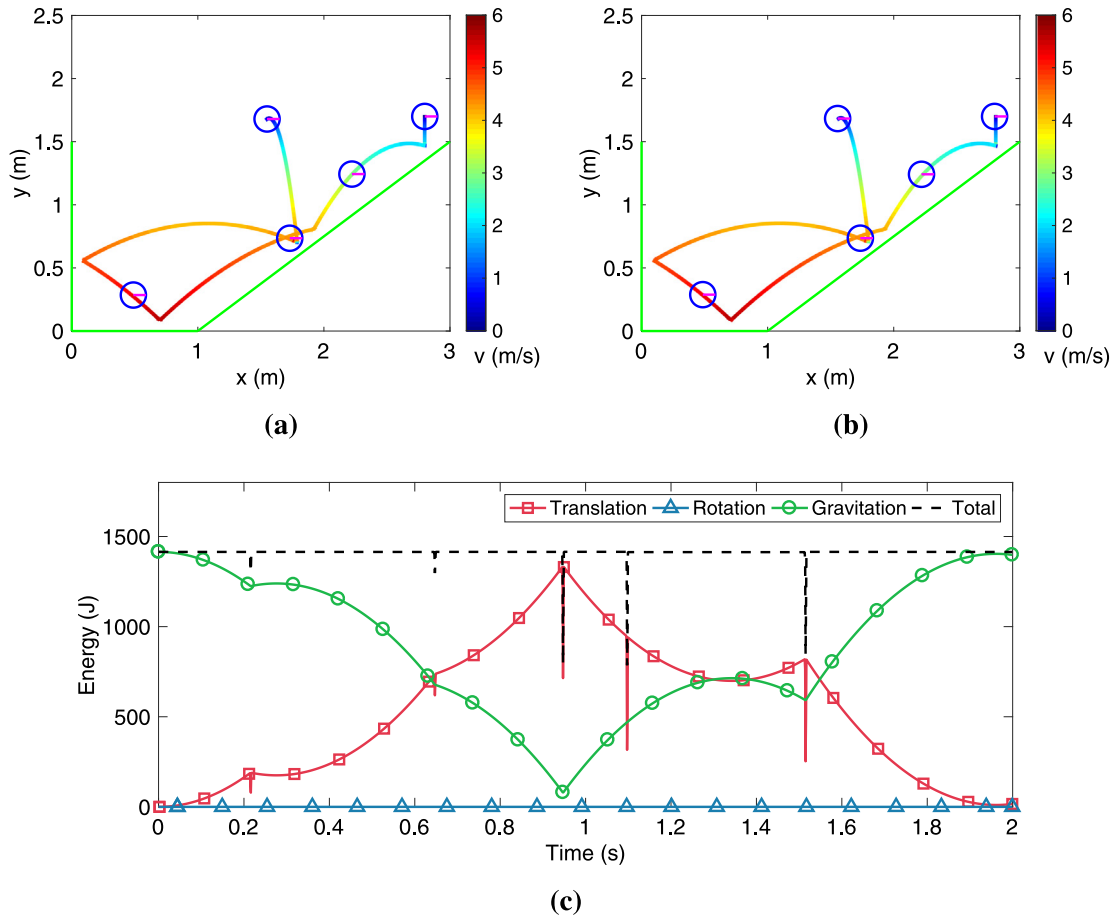 2.5
2
1.5
1
0.5
0
0 1 2 3
y (m)
x (m)
6
5
4
3
2
1
0
v (m/s)
(a)
2.5
2
1.5
1
0.5
0
0 1 2 3
y (m)
x (m)
6
5
4
3
2
1
0
v (m/s)
(b)
Translation Rotation Gravitation Total
1500
1000
500
0
Energy (J)
0 0.2 0.4 0.6 0.8 1 1.2 1.4 1.6 1.8 2
Time (s)
(c)